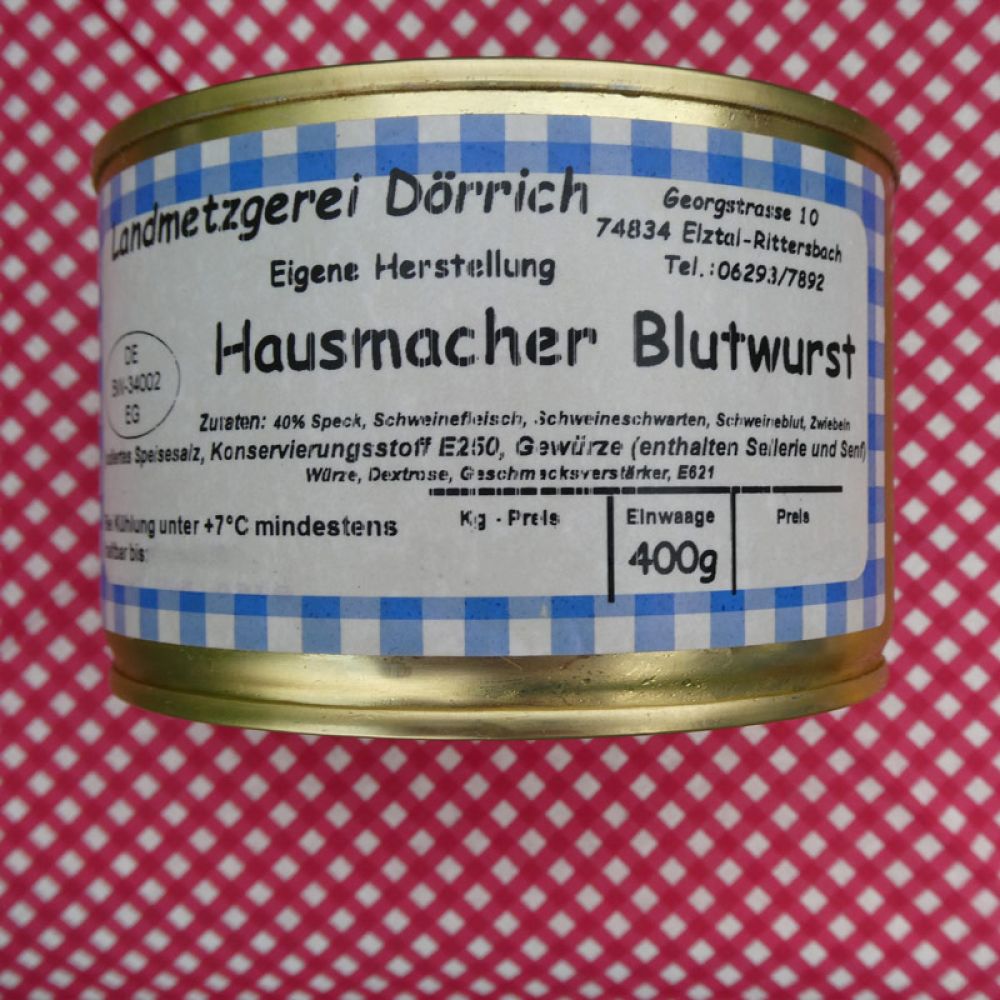 Landmetzgerei Dörrich
Georgstrasse 10
74834 Elztal-Rittersbach
Tel.:06293/7892
Eigene Herstellung
Hausmacher Blutwurst
DE
BW-34002
EG
Zutaten: 40% Speck, Schweinefleisch, Schweineschwarten, Schweineblut, Zwiebeln
Speisesalz, Konservierungsstoff E250, Gewürze (enthalten Sellerie und Senf)
Würze, Dextrose, Geschmacksverstärker, E621
Kühlung unter +7°C mindestens
bis:
Kg - Preis
Einwaage
400g
Preis